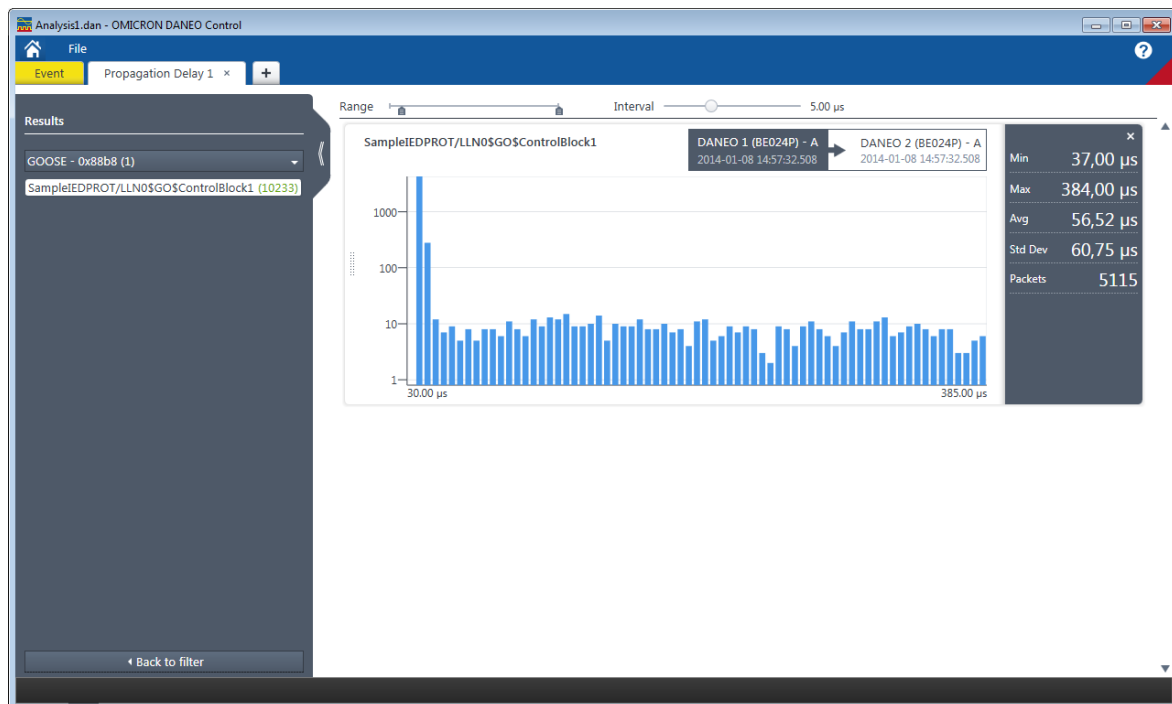 Analysis1.dan - OMICRON DANEO Control
File
?
Event
Propagation Delay 1 ×
+
Results
GOOSE - 0x88b8 (1)
SampleIEDPROT/LLN0$GO$ControlBlock1 (10233)
Back to filter
Range
Interval
5.00 µs
SampleIEDPROT/LLN0$GO$ControlBlock1
DANEO 1 (BE024P) - A
2014-01-08 14:57:32.508
DANEO 2 (BE024P) - A
2014-01-08 14:57:32.508
1000
100
10
1
30.00 µs
385.00 µs
×
Min 37,00 µs
Max 384,00 µs
Avg 56,52 µs
Std Dev 60,75 µs
Packets 5115